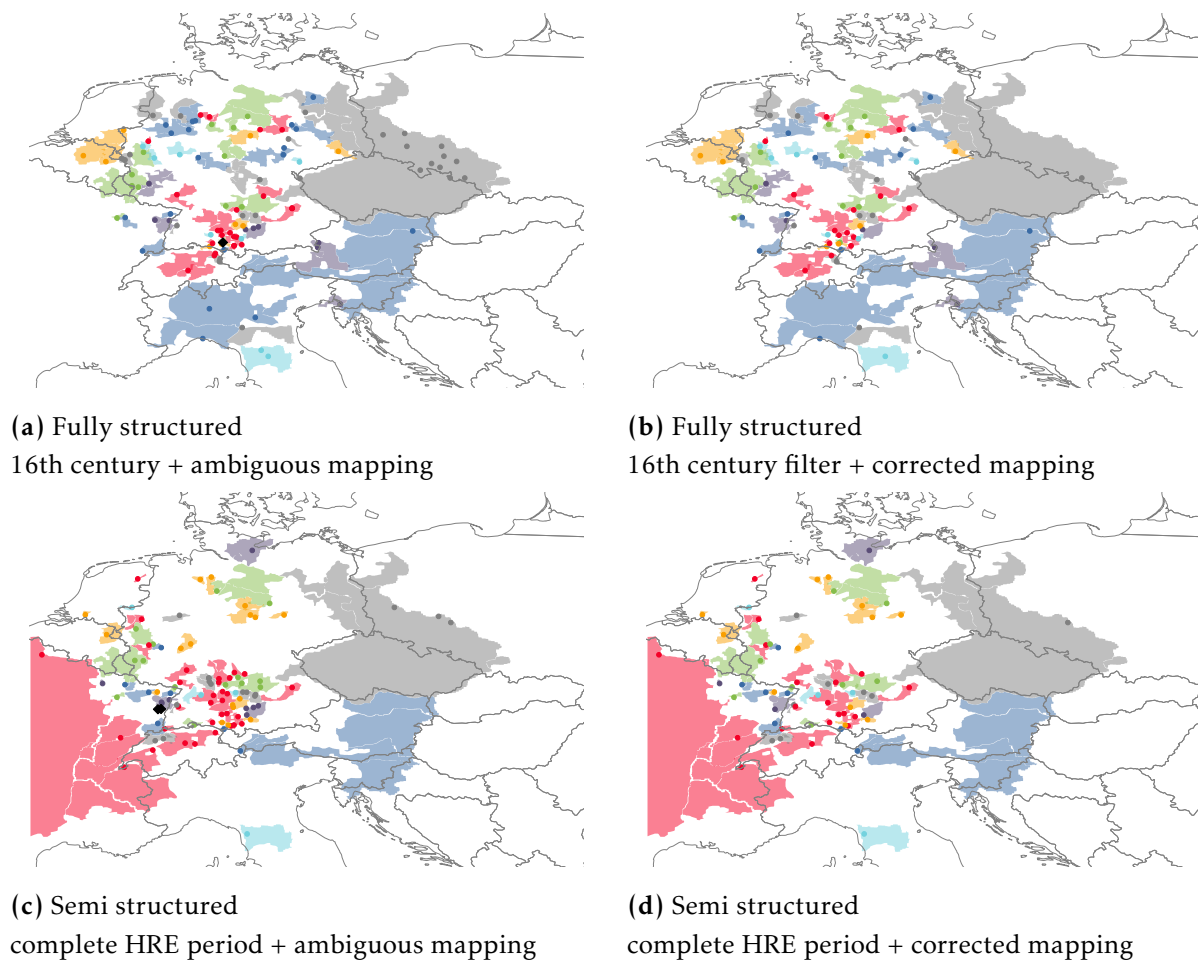 (a) Fully structured
16th century + ambiguous mapping
(b) Fully structured
16th century filter + corrected mapping
(c) Semi structured
complete HRE period + ambiguous mapping
(d) Semi structured
complete HRE period + corrected mapping